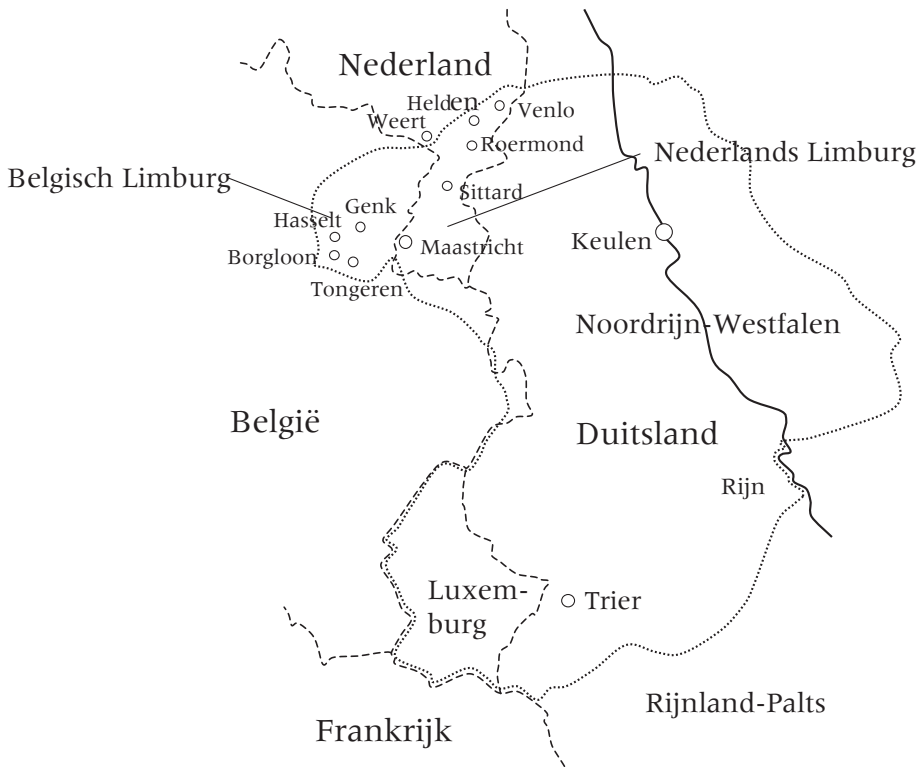 Nederland
Helden
Venlo
Weert
Roermond
Nederlands Limburg
Belgisch Limburg
Sittard
Genk
Hasselt
Keulen
Maastricht
Borgloon
Tongeren
Noordrijn-Westfalen
België
Duitsland
Rijn
Luxem-
burg
Trier
Rijnland-Palts
Frankrijk